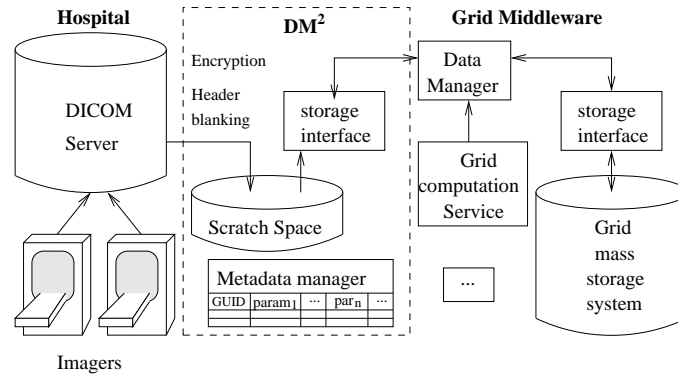 Hospital
DM²
Grid Middleware
Encryption
Header
blanking
DICOM
Server
storage
interface
Data
Manager
storage
interface
Grid
computation
Service
Scratch Space
Grid
mass
storage
system
Metadata manager
GUID param₁ ... parₙ ...
...
Imagers